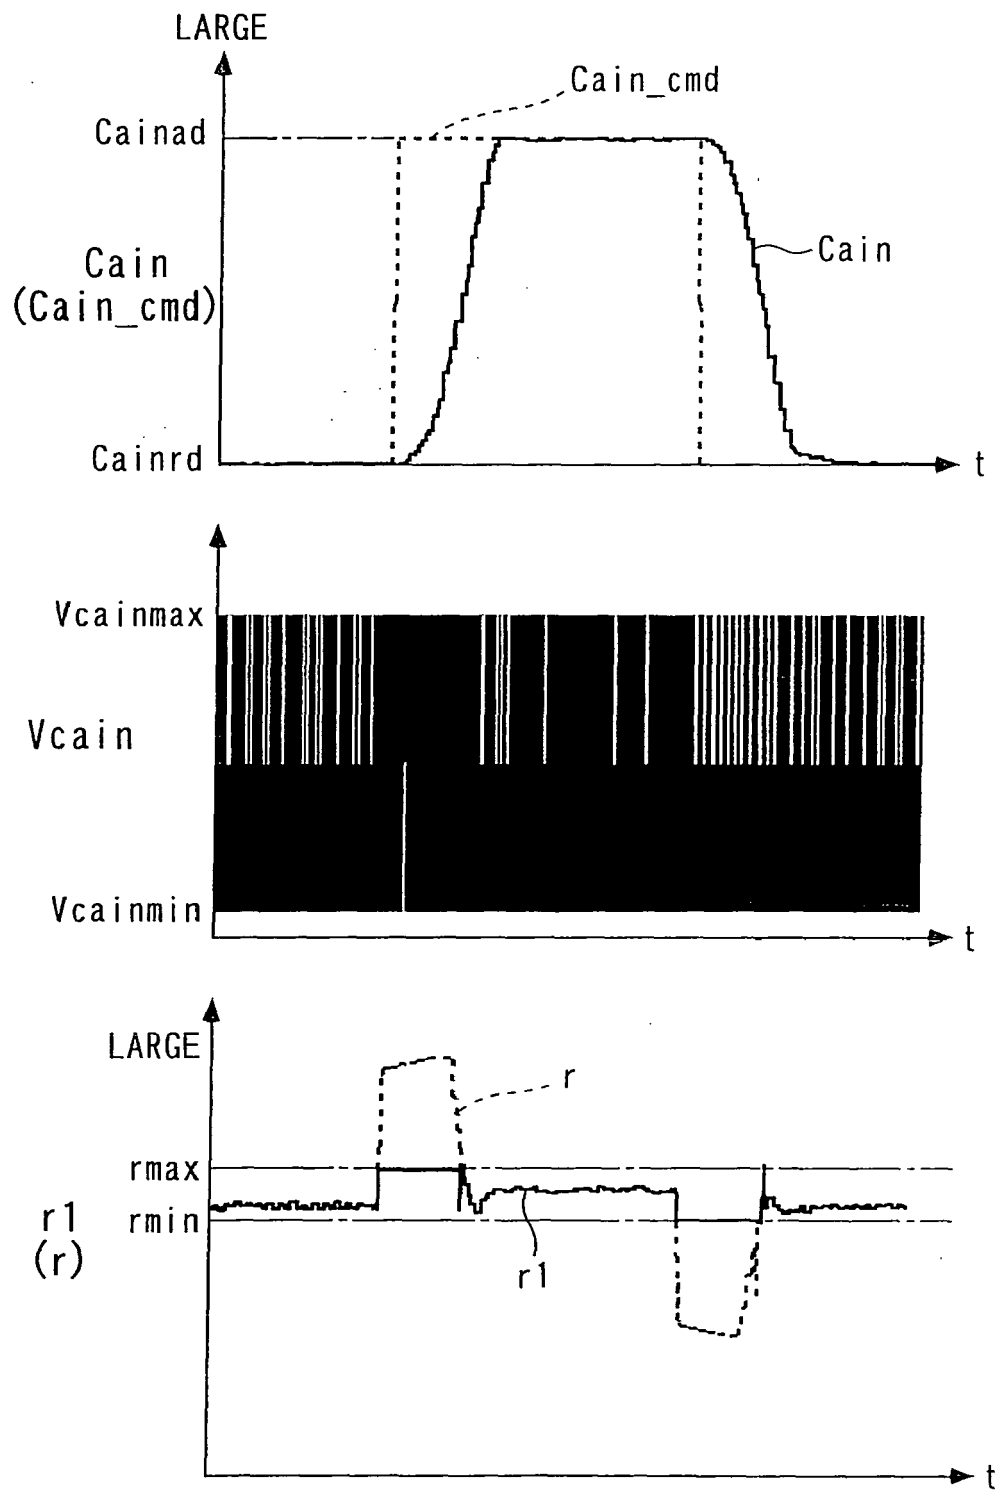 LARGE
Cain_cmd
Cainad
Cain
(Cain_cmd)
Cain
Cainrd
t
Vcainmax
Vcain
Vcainmin
t
LARGE
r
rmax
r1
(r)
rmin
r1
t